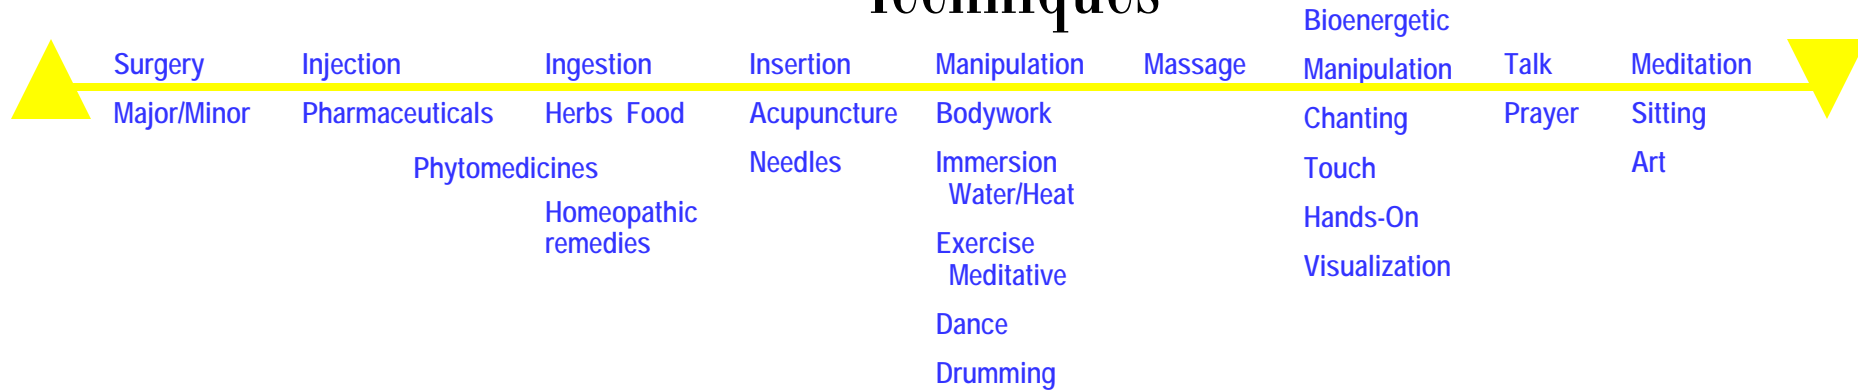 Techniques
Bioenergetic
Surgery Injection Ingestion Insertion Manipulation Massage Manipulation Talk Meditation
Major/Minor Pharmaceuticals Herbs Food Acupuncture Bodywork Chanting Prayer Sitting
Phytomedicines Needles Immersion Touch Art
Water/Heat
Homeopathic Hands-On
remedies Exercise
Meditative Visualization
Dance
Drumming